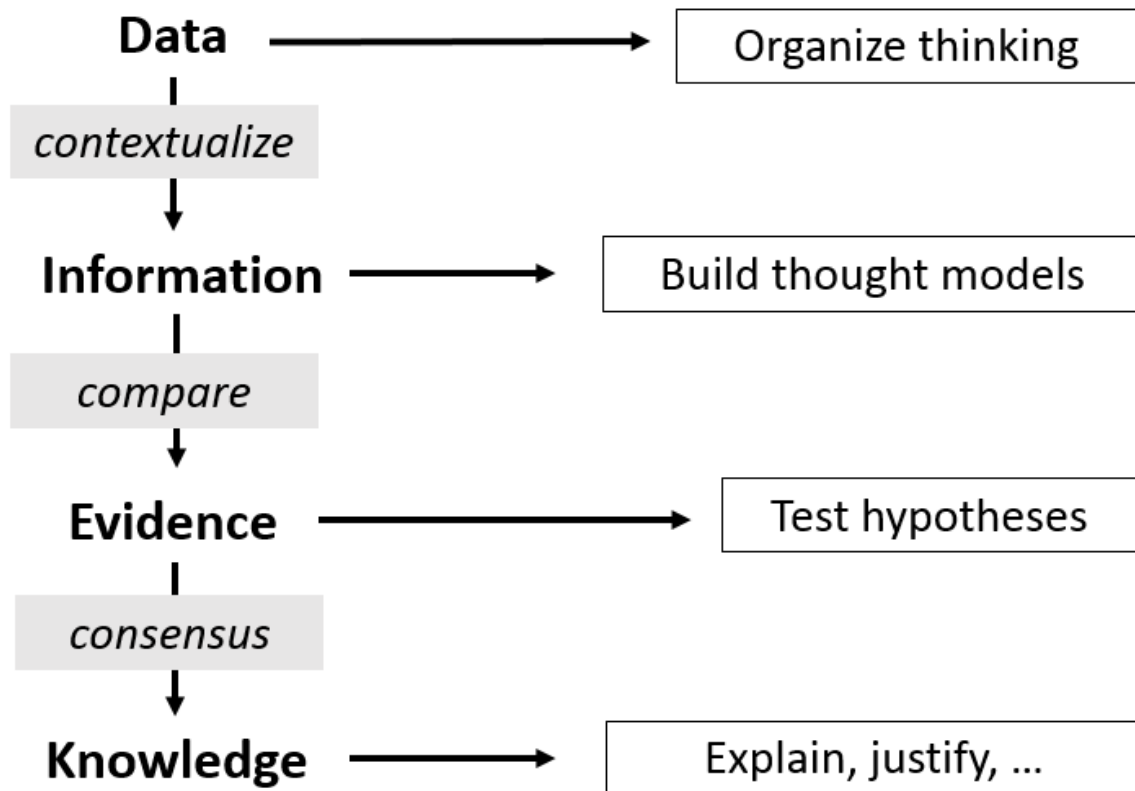 Data
Organize thinking
contextualize
Information
Build thought models
compare
Evidence
Test hypotheses
consensus
Knowledge
Explain, justify, ...